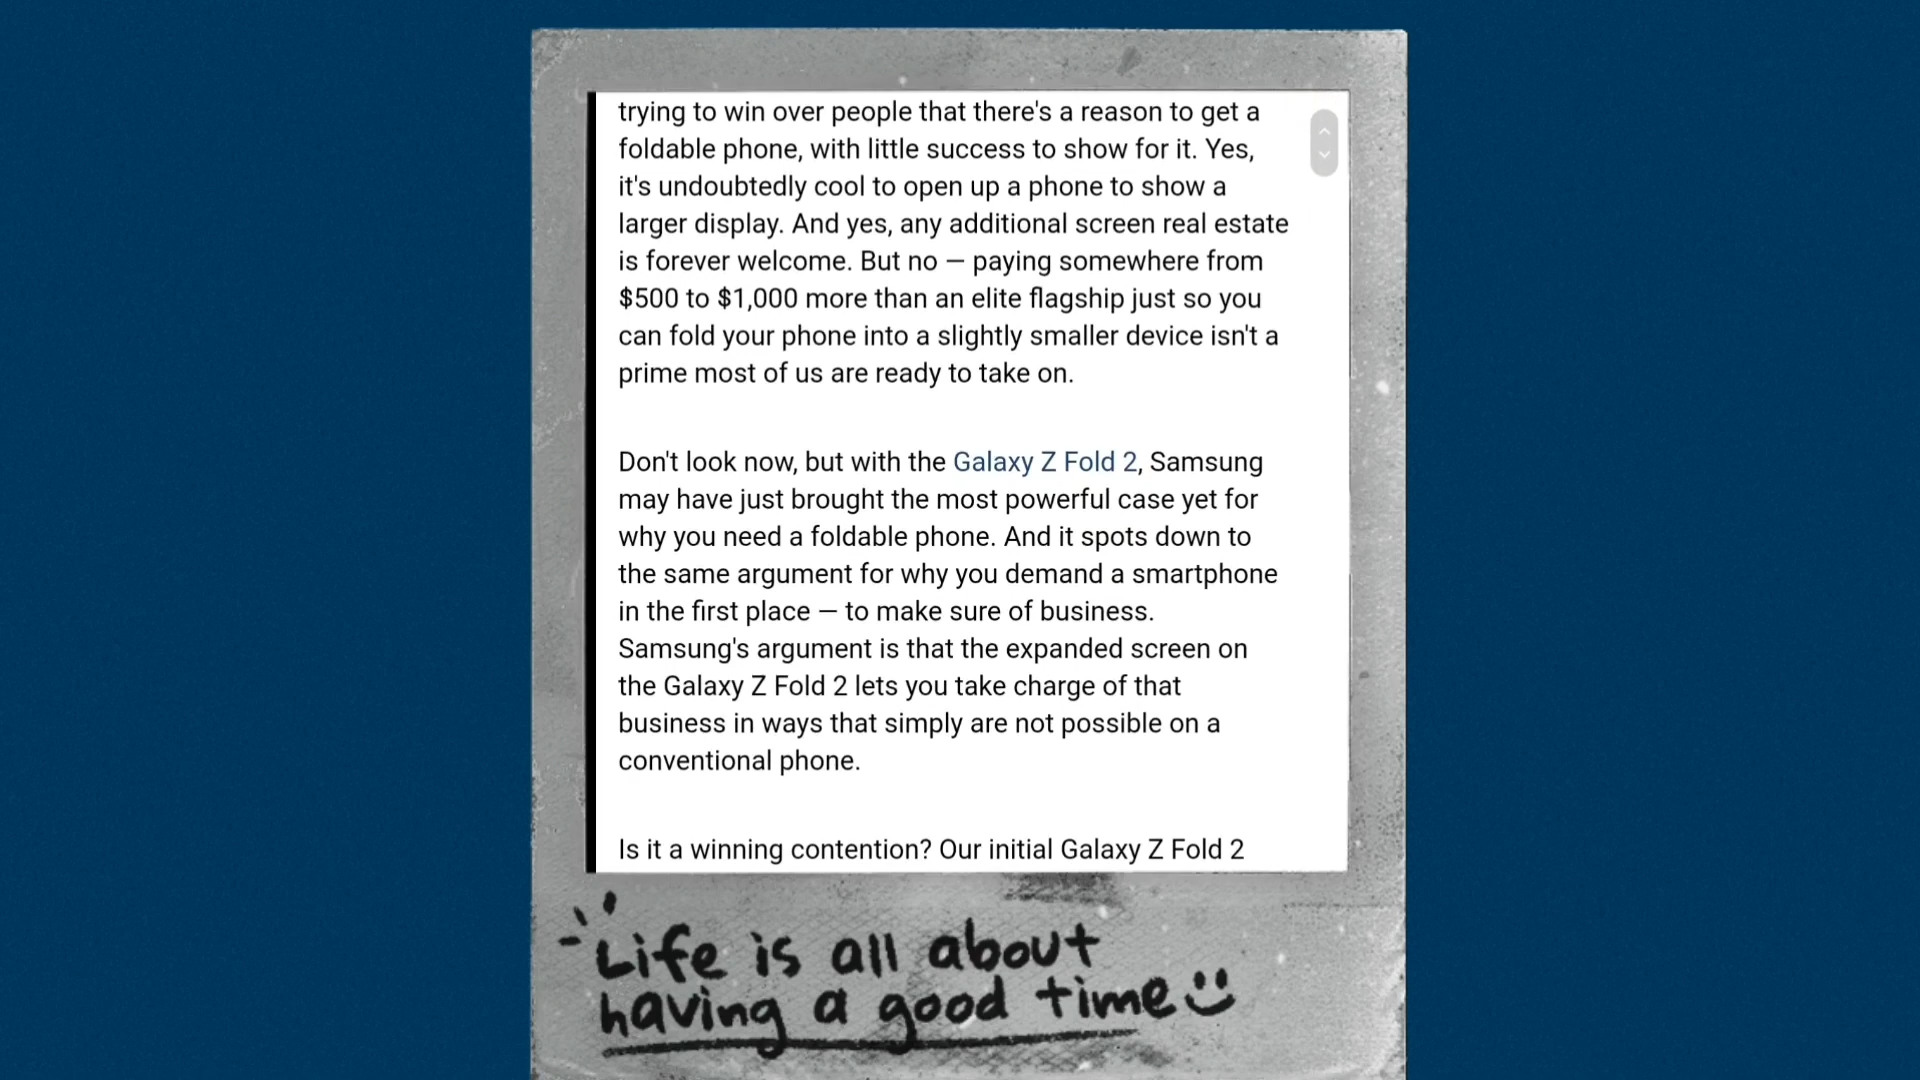 trying to win over people that there's a reason to get a
foldable phone, with little success to show for it. Yes,
it's undoubtedly cool to open up a phone to show a
larger display. And yes, any additional screen real estate
is forever welcome. But no — paying somewhere from
$500 to $1,000 more than an elite flagship just so you
can fold your phone into a slightly smaller device isn't a
prime most of us are ready to take on.
Don't look now, but with the Galaxy Z Fold 2, Samsung
may have just brought the most powerful case yet for
why you need a foldable phone. And it spots down to
the same argument for why you demand a smartphone
in the first place — to make sure of business.
Samsung's argument is that the expanded screen on
the Galaxy Z Fold 2 lets you take charge of that
business in ways that simply are not possible on a
conventional phone.
Is it a winning contention? Our initial Galaxy Z Fold 2
Life is all about
having a good time